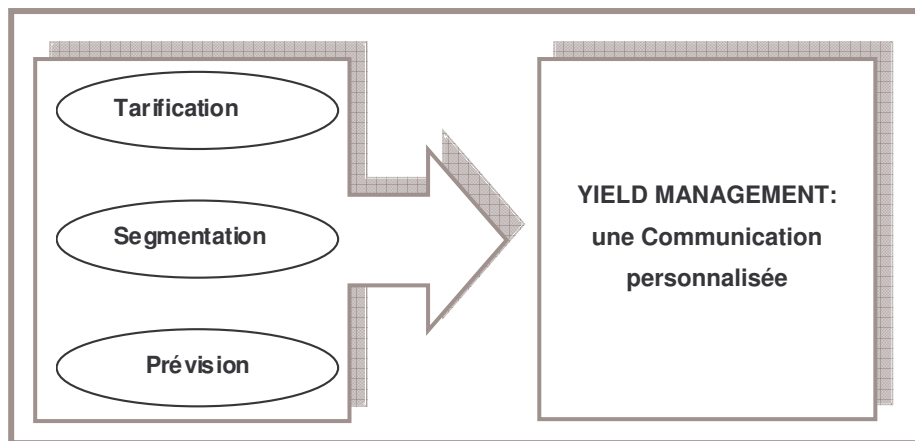 Tarification
Segmentation
Prévision
YIELD MANAGEMENT:
une Communication
personnalisée